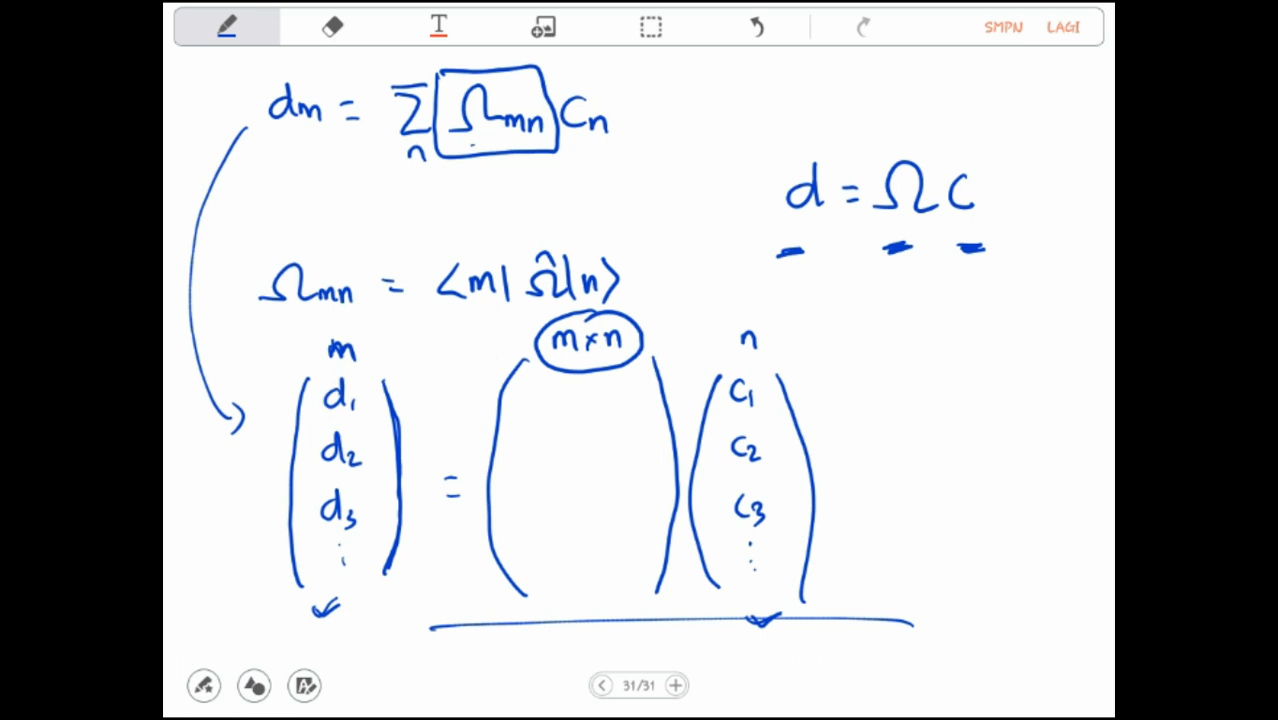 SMPN LAGI
dm = Σ Ωmn Cn
n
d = Ω c
Ωmn = <m| Ω̂ |n>
m m×n n
d1 c1
d2 = c2
d3 c3
⋮ ⋮
31/31